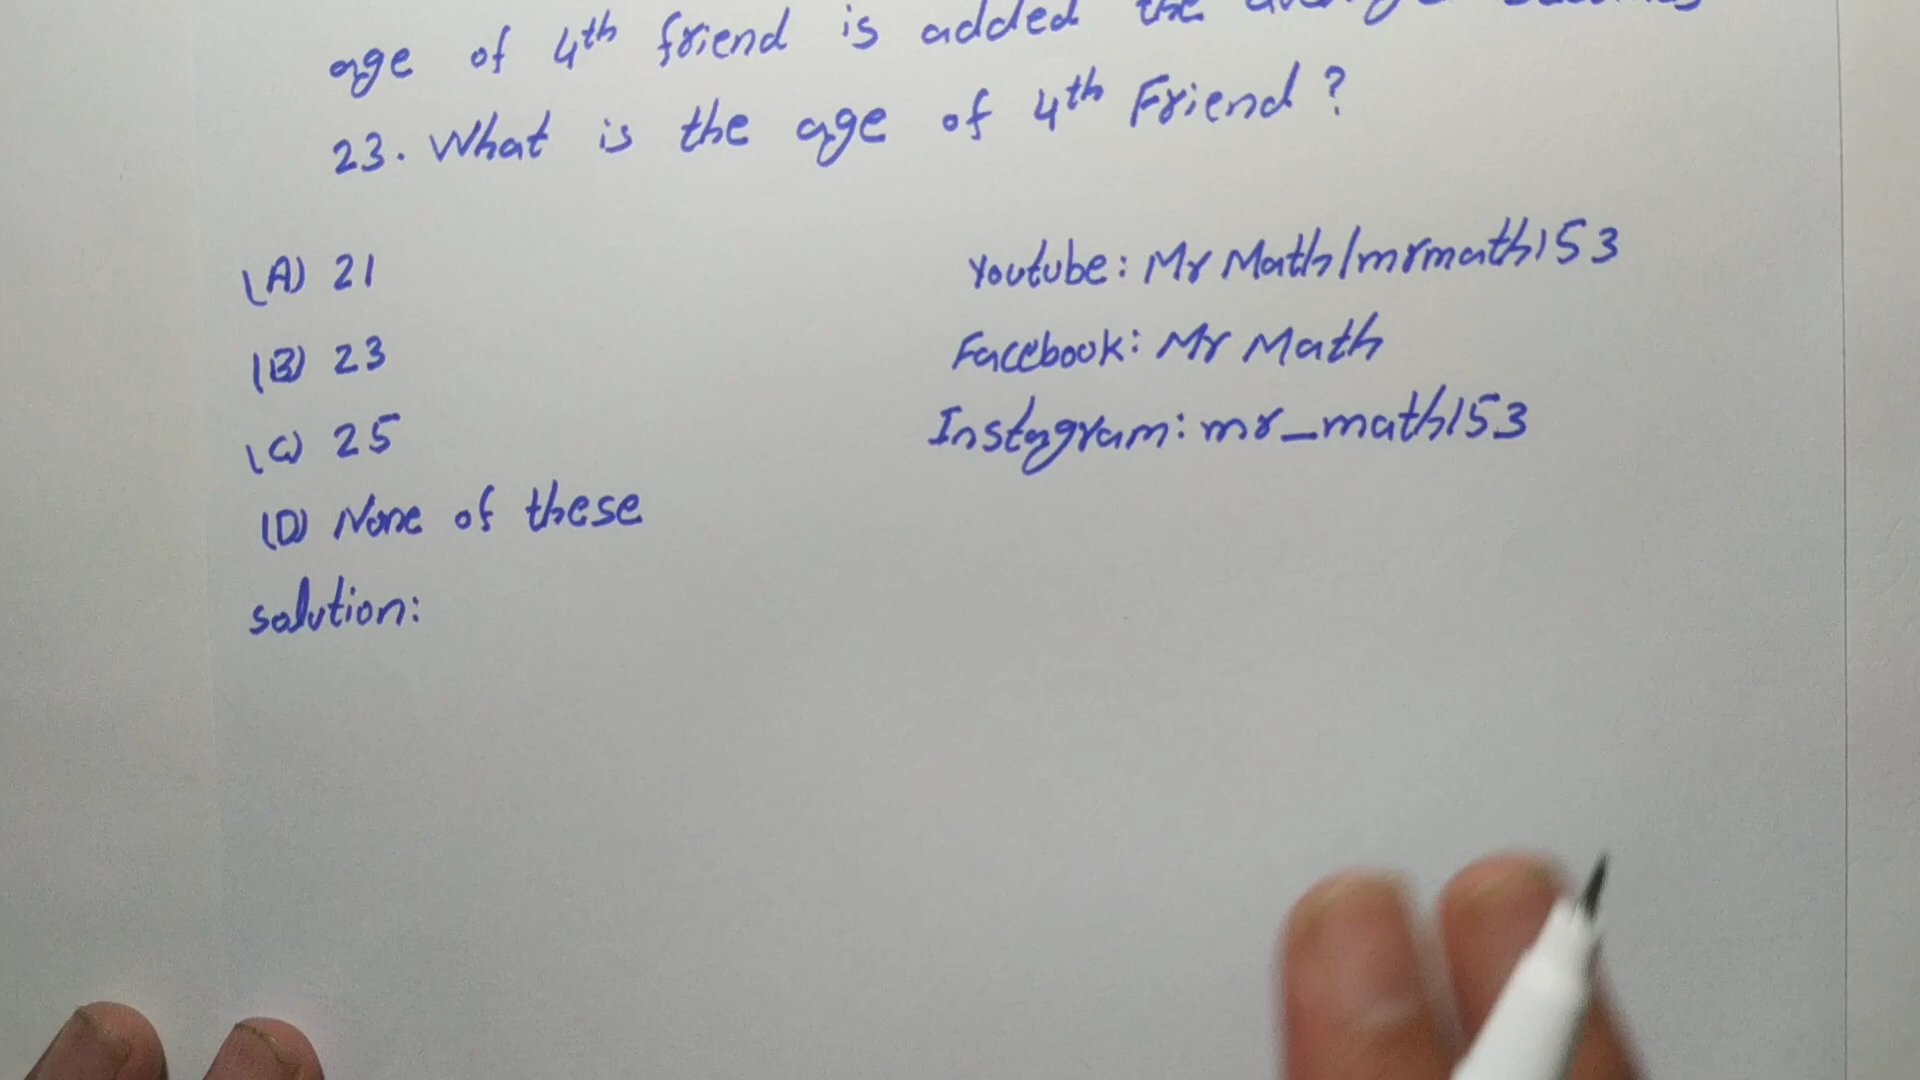 age of 4th friend is added the
23. What is the age of 4th Friend?
(A) 21
(B) 23
(C) 25
(D) None of these
Youtube: Mr Math/mrmath153
Facebook: Mr Math
Instagram: mr_math153
solution: